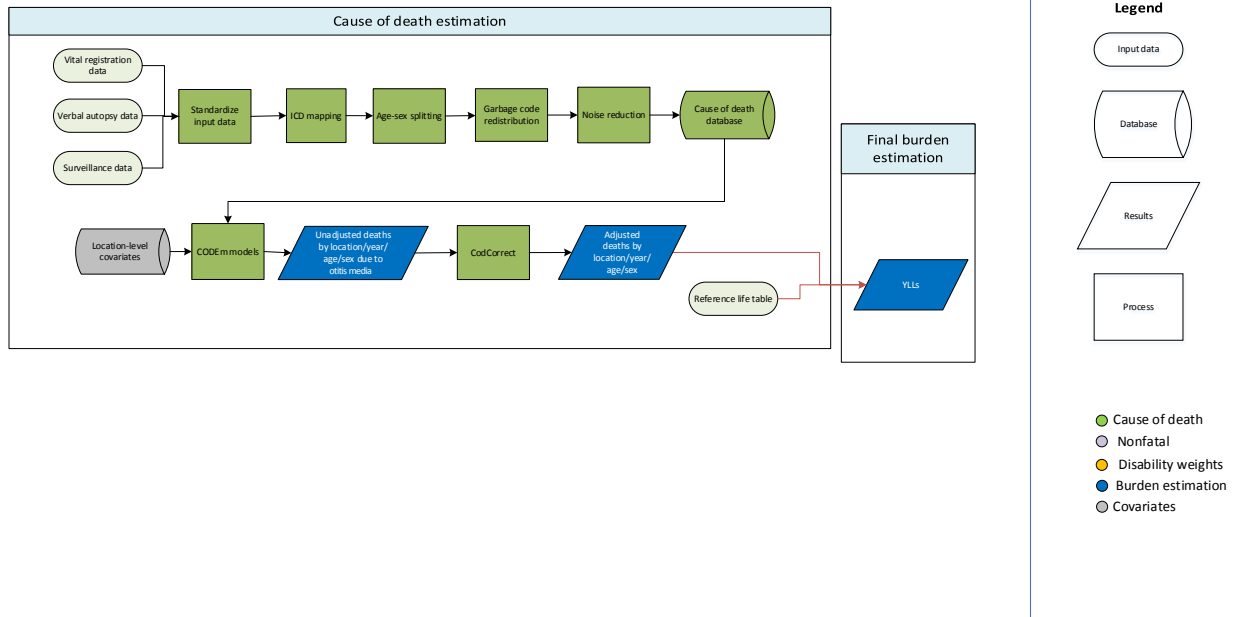 Cause of death estimation
Vital registration
data
Verbal autopsy data
Surveillance data
Standardize
input data
ICD mapping
Age-sex splitting
Garbage code
redistribution
Noise reduction
Cause of death
database
Location-level
covariates
CODEm models
Unadjusted deaths
by location/year/
age/sex due to
otitis media
CodCorrect
Adjusted
deaths by
location/year/
age/sex
Reference life table
Final burden
estimation
YLLs
Legend
Input data
Database
Results
Process
Cause of death
Nonfatal
Disability weights
Burden estimation
Covariates